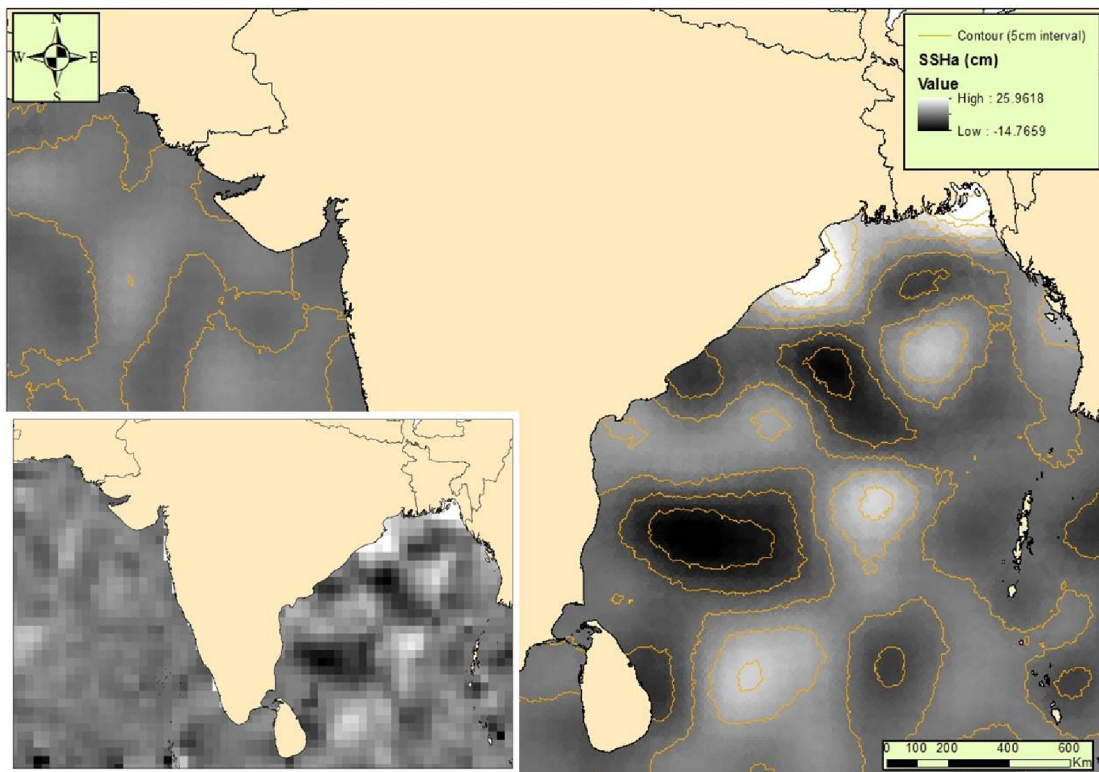 N
W E
S
Contour (5cm interval)
SSHa (cm)
Value
High : 25.9618
Low : -14.7659
0 100 200 400 600
Km